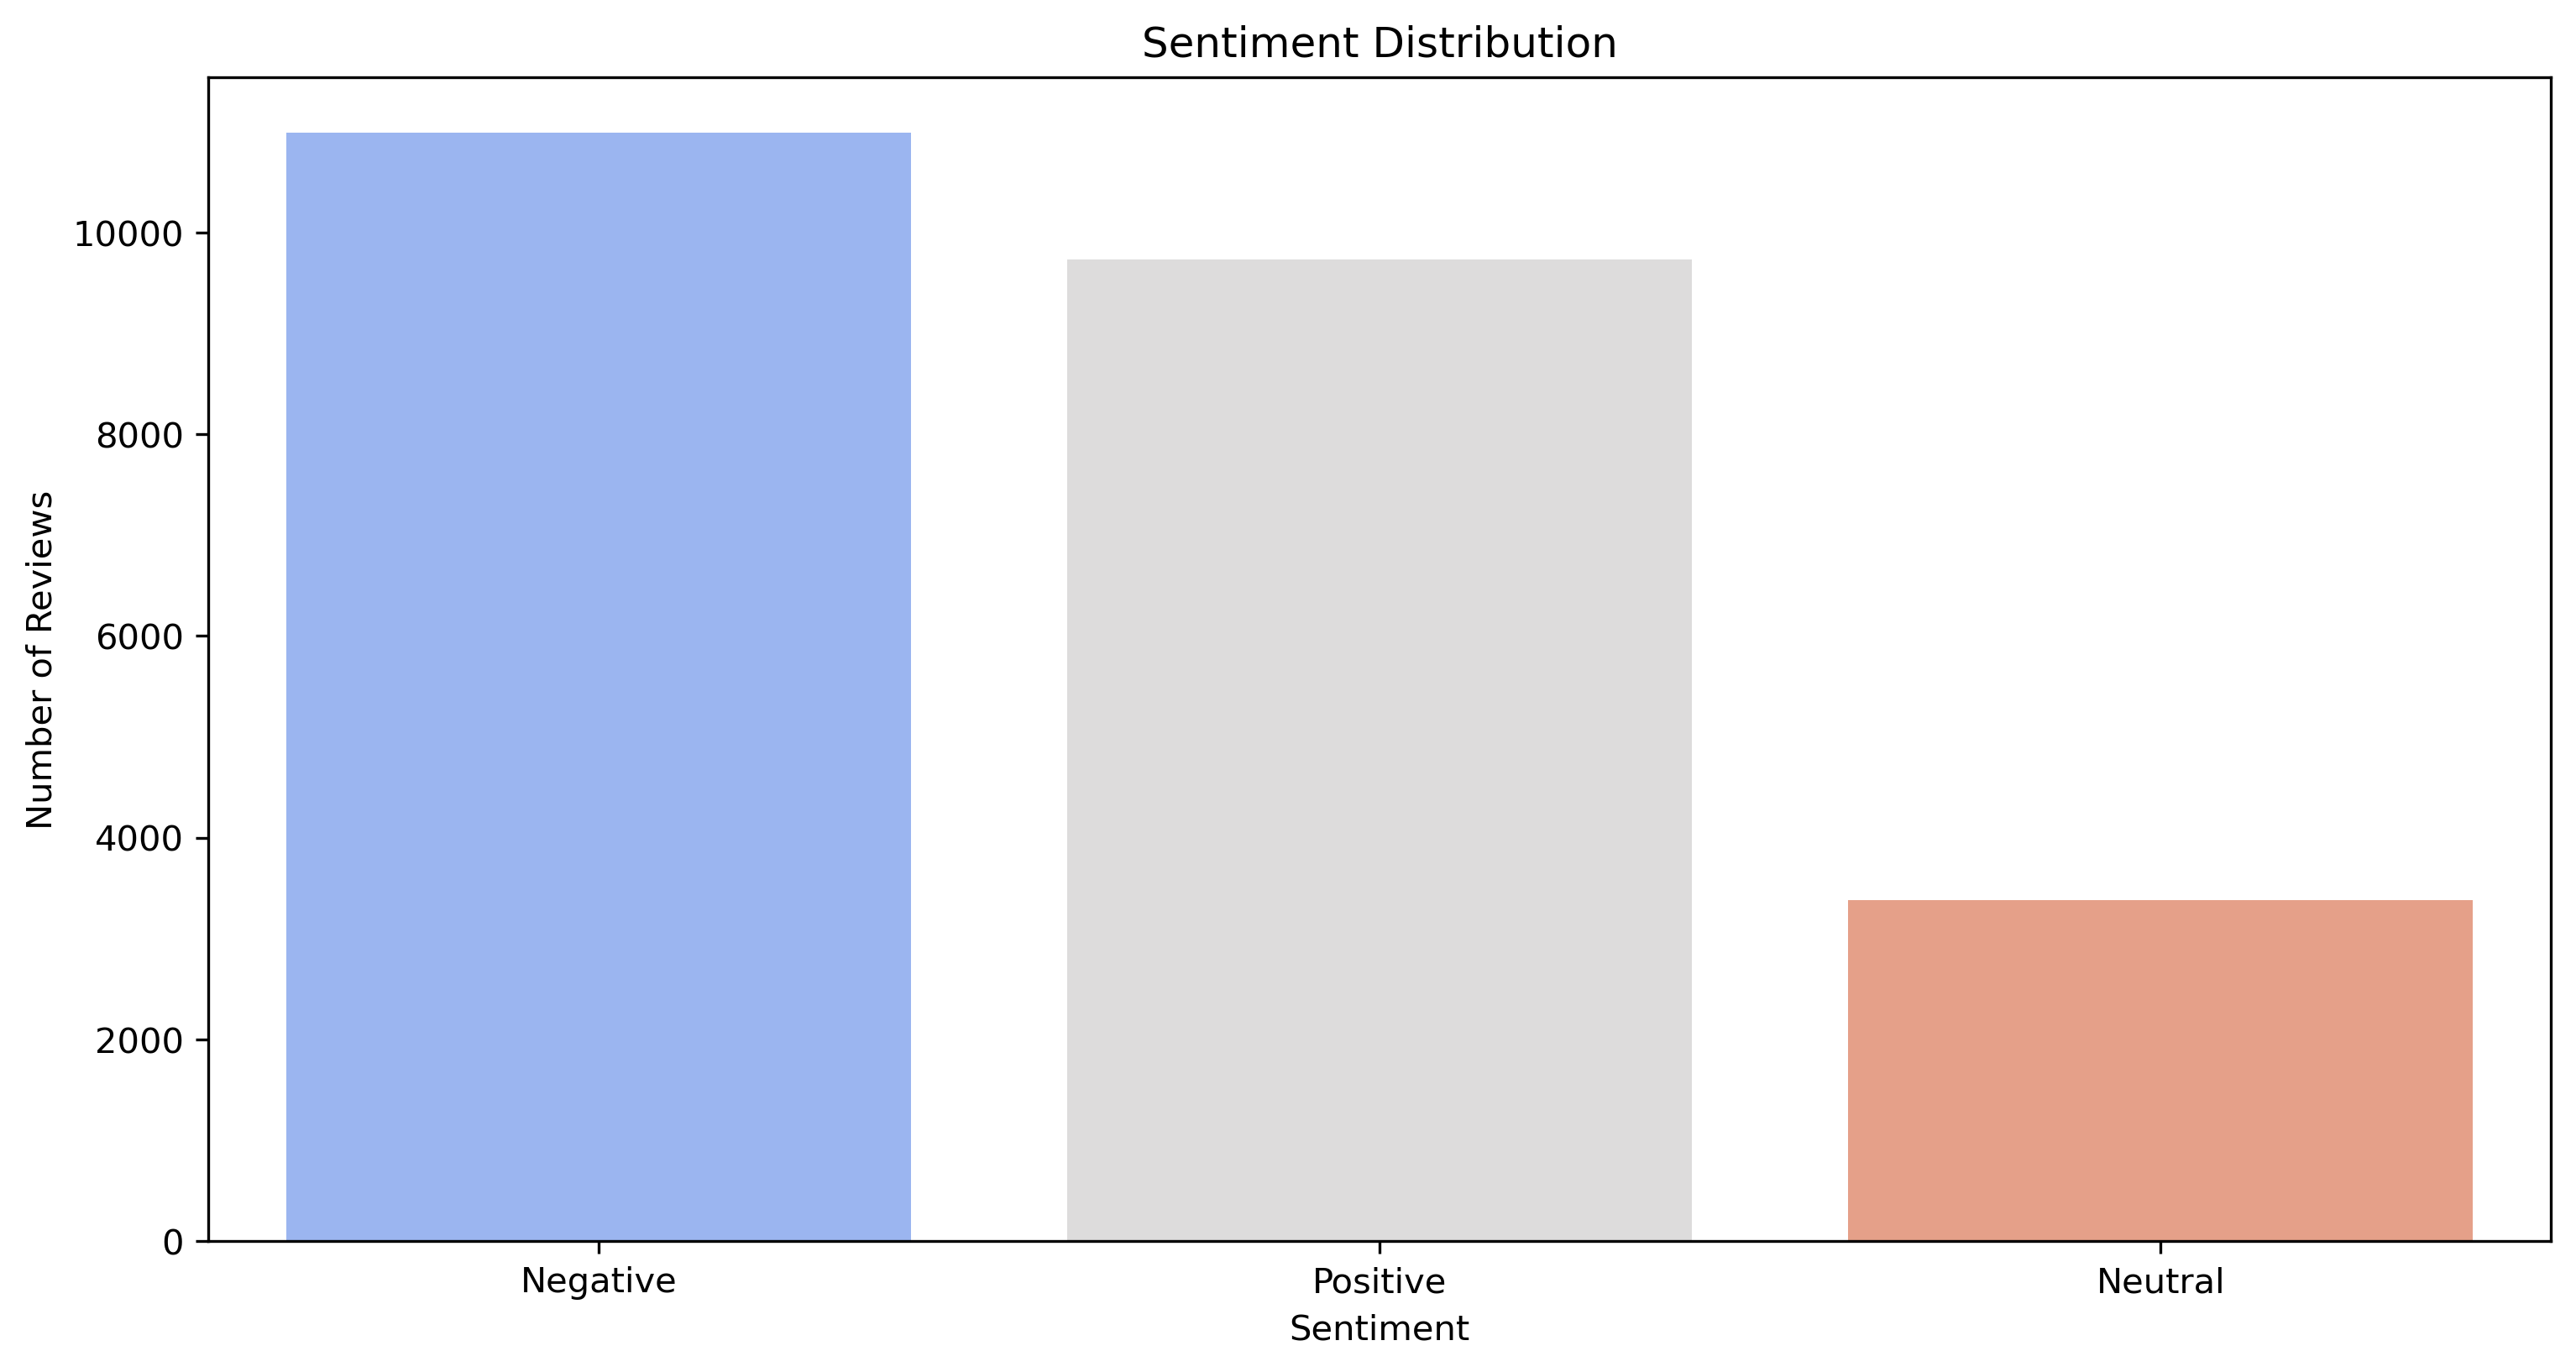 Sentiment Distribution
Number of Reviews
10000
8000
6000
4000
2000
0
Negative
Positive
Neutral
Sentiment